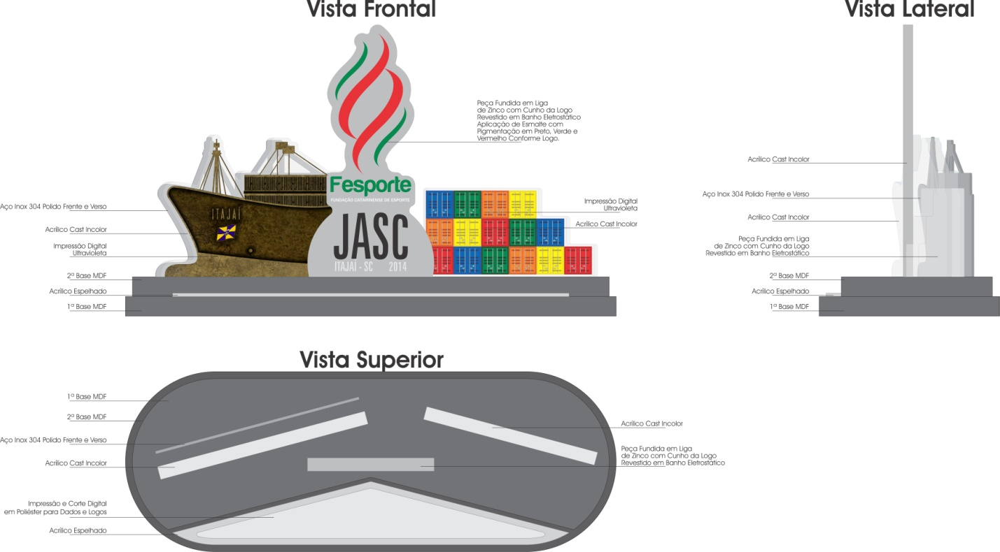 Vista Frontal
Vista Lateral
Peça Fundida em Liga
de Zinco com Cunho da Logo
Revestido em Banho Eletrostático
Aplicação de Esmalte com
Pigmentação em Preto, Verde e
Vermelho Conforme Logo.
Aço Inox 304 Polido Frente e Verso
Acrílico Cast Incolor
Impressão Digital
Ultravioleta
2ª Base MDF
Acrílico Espelhado
1ª Base MDF
ITAJAÍ
Fesporte
FUNDAÇÃO CATARINENSE DE ESPORTE
JASC
ITAJAÍ - SC 2014
Impressão Digital
Ultravioleta
Acrílico Cast Incolor
Acrílico Cast Incolor
Aço Inox 304 Polido Frente e Verso
Acrílico Cast Incolor
Peça Fundida em Liga
de Zinco com Cunho da Logo
Revestido em Banho Eletrostático
2ª Base MDF
Acrílico Espelhado
1ª Base MDF
Vista Superior
1ª Base MDF
2ª Base MDF
Aço Inox 304 Polido Frente e Verso
Acrílico Cast Incolor
Impressão e Corte Digital
em Poliéster para Dados e Logos
Acrílico Espelhado
Acrílico Cast Incolor
Peça Fundida em Liga
de Zinco com Cunho da Logo
Revestido em Banho Eletrostático